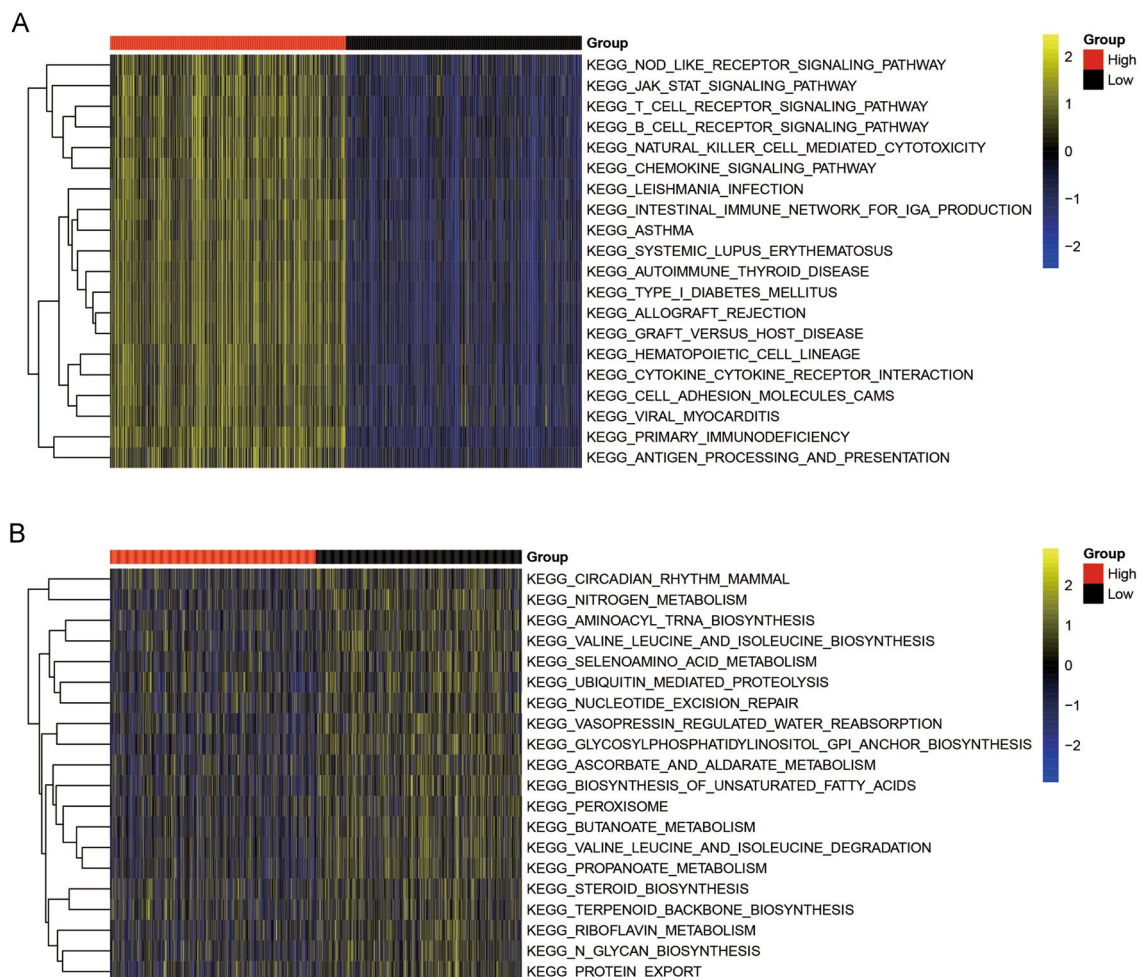 A
Group
KEGG_NOD_LIKE_RECEPTOR_SIGNALING_PATHWAY
KEGG_JAK_STAT_SIGNALING_PATHWAY
KEGG_T_CELL_RECEPTOR_SIGNALING_PATHWAY
KEGG_B_CELL_RECEPTOR_SIGNALING_PATHWAY
KEGG_NATURAL_KILLER_CELL_MEDIATED_CYTOTOXICITY
KEGG_CHEMOKINE_SIGNALING_PATHWAY
KEGG_LEISHMANIA_INFECTION
KEGG_INTESTINAL_IMMUNE_NETWORK_FOR_IGA_PRODUCTION
KEGG_ASTHMA
KEGG_SYSTEMIC_LUPUS_ERYTHEMATOSUS
KEGG_AUTOIMMUNE_THYROID_DISEASE
KEGG_TYPE_I_DIABETES_MELLITUS
KEGG_ALLOGRAFT_REJECTION
KEGG_GRAFT_VERSUS_HOST_DISEASE
KEGG_HEMATOPOIETIC_CELL_LINEAGE
KEGG_CYTOKINE_CYTOKINE_RECEPTOR_INTERACTION
KEGG_CELL_ADHESION_MOLECULES_CAMS
KEGG_VIRAL_MYOCARDITIS
KEGG_PRIMARY_IMMUNODEFICIENCY
KEGG_ANTIGEN_PROCESSING_AND_PRESENTATION
2
1
0
−1
−2
Group
High
Low
B
Group
KEGG_CIRCADIAN_RHYTHM_MAMMAL
KEGG_NITROGEN_METABOLISM
KEGG_AMINOACYL_TRNA_BIOSYNTHESIS
KEGG_VALINE_LEUCINE_AND_ISOLEUCINE_BIOSYNTHESIS
KEGG_SELENOAMINO_ACID_METABOLISM
KEGG_UBIQUITIN_MEDIATED_PROTEOLYSIS
KEGG_NUCLEOTIDE_EXCISION_REPAIR
KEGG_VASOPRESSIN_REGULATED_WATER_REABSORPTION
KEGG_GLYCOSYLPHOSPHATIDYLINOSITOL_GPI_ANCHOR_BIOSYNTHESIS
KEGG_ASCORBATE_AND_ALDARATE_METABOLISM
KEGG_BIOSYNTHESIS_OF_UNSATURATED_FATTY_ACIDS
KEGG_PEROXISOME
KEGG_BUTANOATE_METABOLISM
KEGG_VALINE_LEUCINE_AND_ISOLEUCINE_DEGRADATION
KEGG_PROPANOATE_METABOLISM
KEGG_STEROID_BIOSYNTHESIS
KEGG_TERPENOID_BACKBONE_BIOSYNTHESIS
KEGG_RIBOFLAVIN_METABOLISM
KEGG_N_GLYCAN_BIOSYNTHESIS
KEGG_PROTEIN_EXPORT
2
1
0
−1
−2
Group
High
Low